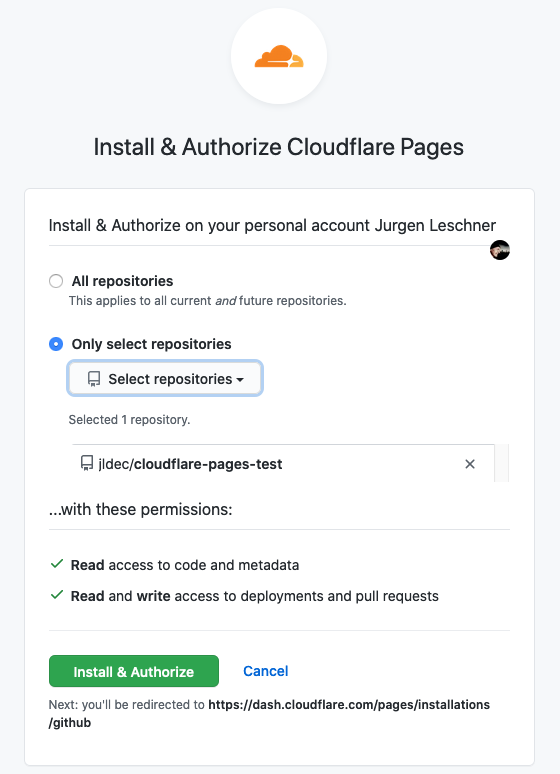 Install & Authorize Cloudflare Pages
Install & Authorize on your personal account Jurgen Leschner
All repositories
This applies to all current and future repositories.
Only select repositories
Select repositories
Selected 1 repository.
jldec/cloudflare-pages-test
...with these permissions:
Read access to code and metadata
Read and write access to deployments and pull requests
Install & Authorize Cancel
Next: you'll be redirected to https://dash.cloudflare.com/pages/installations
/github